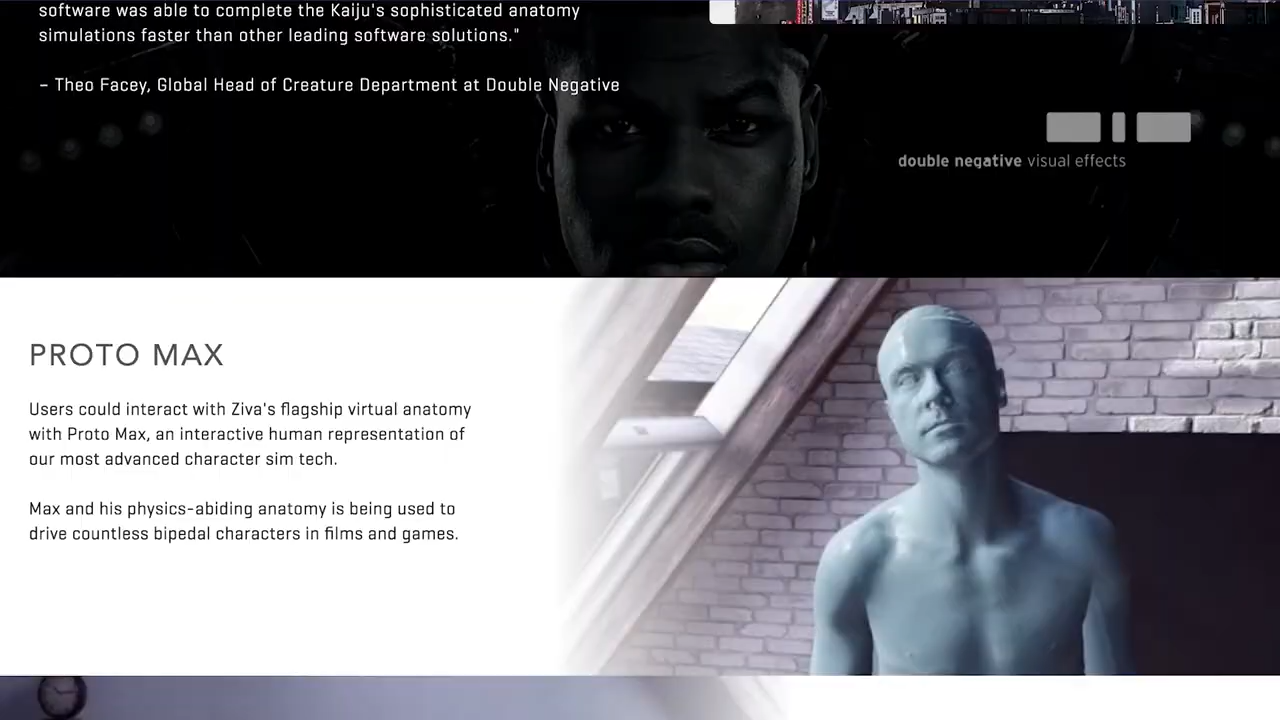 software was able to complete the Kaiju's sophisticated anatomy
simulations faster than other leading software solutions."
– Theo Facey, Global Head of Creature Department at Double Negative
double negative visual effects
PROTO MAX
Users could interact with Ziva's flagship virtual anatomy
with Proto Max, an interactive human representation of
our most advanced character sim tech.
Max and his physics-abiding anatomy is being used to
drive countless bipedal characters in films and games.